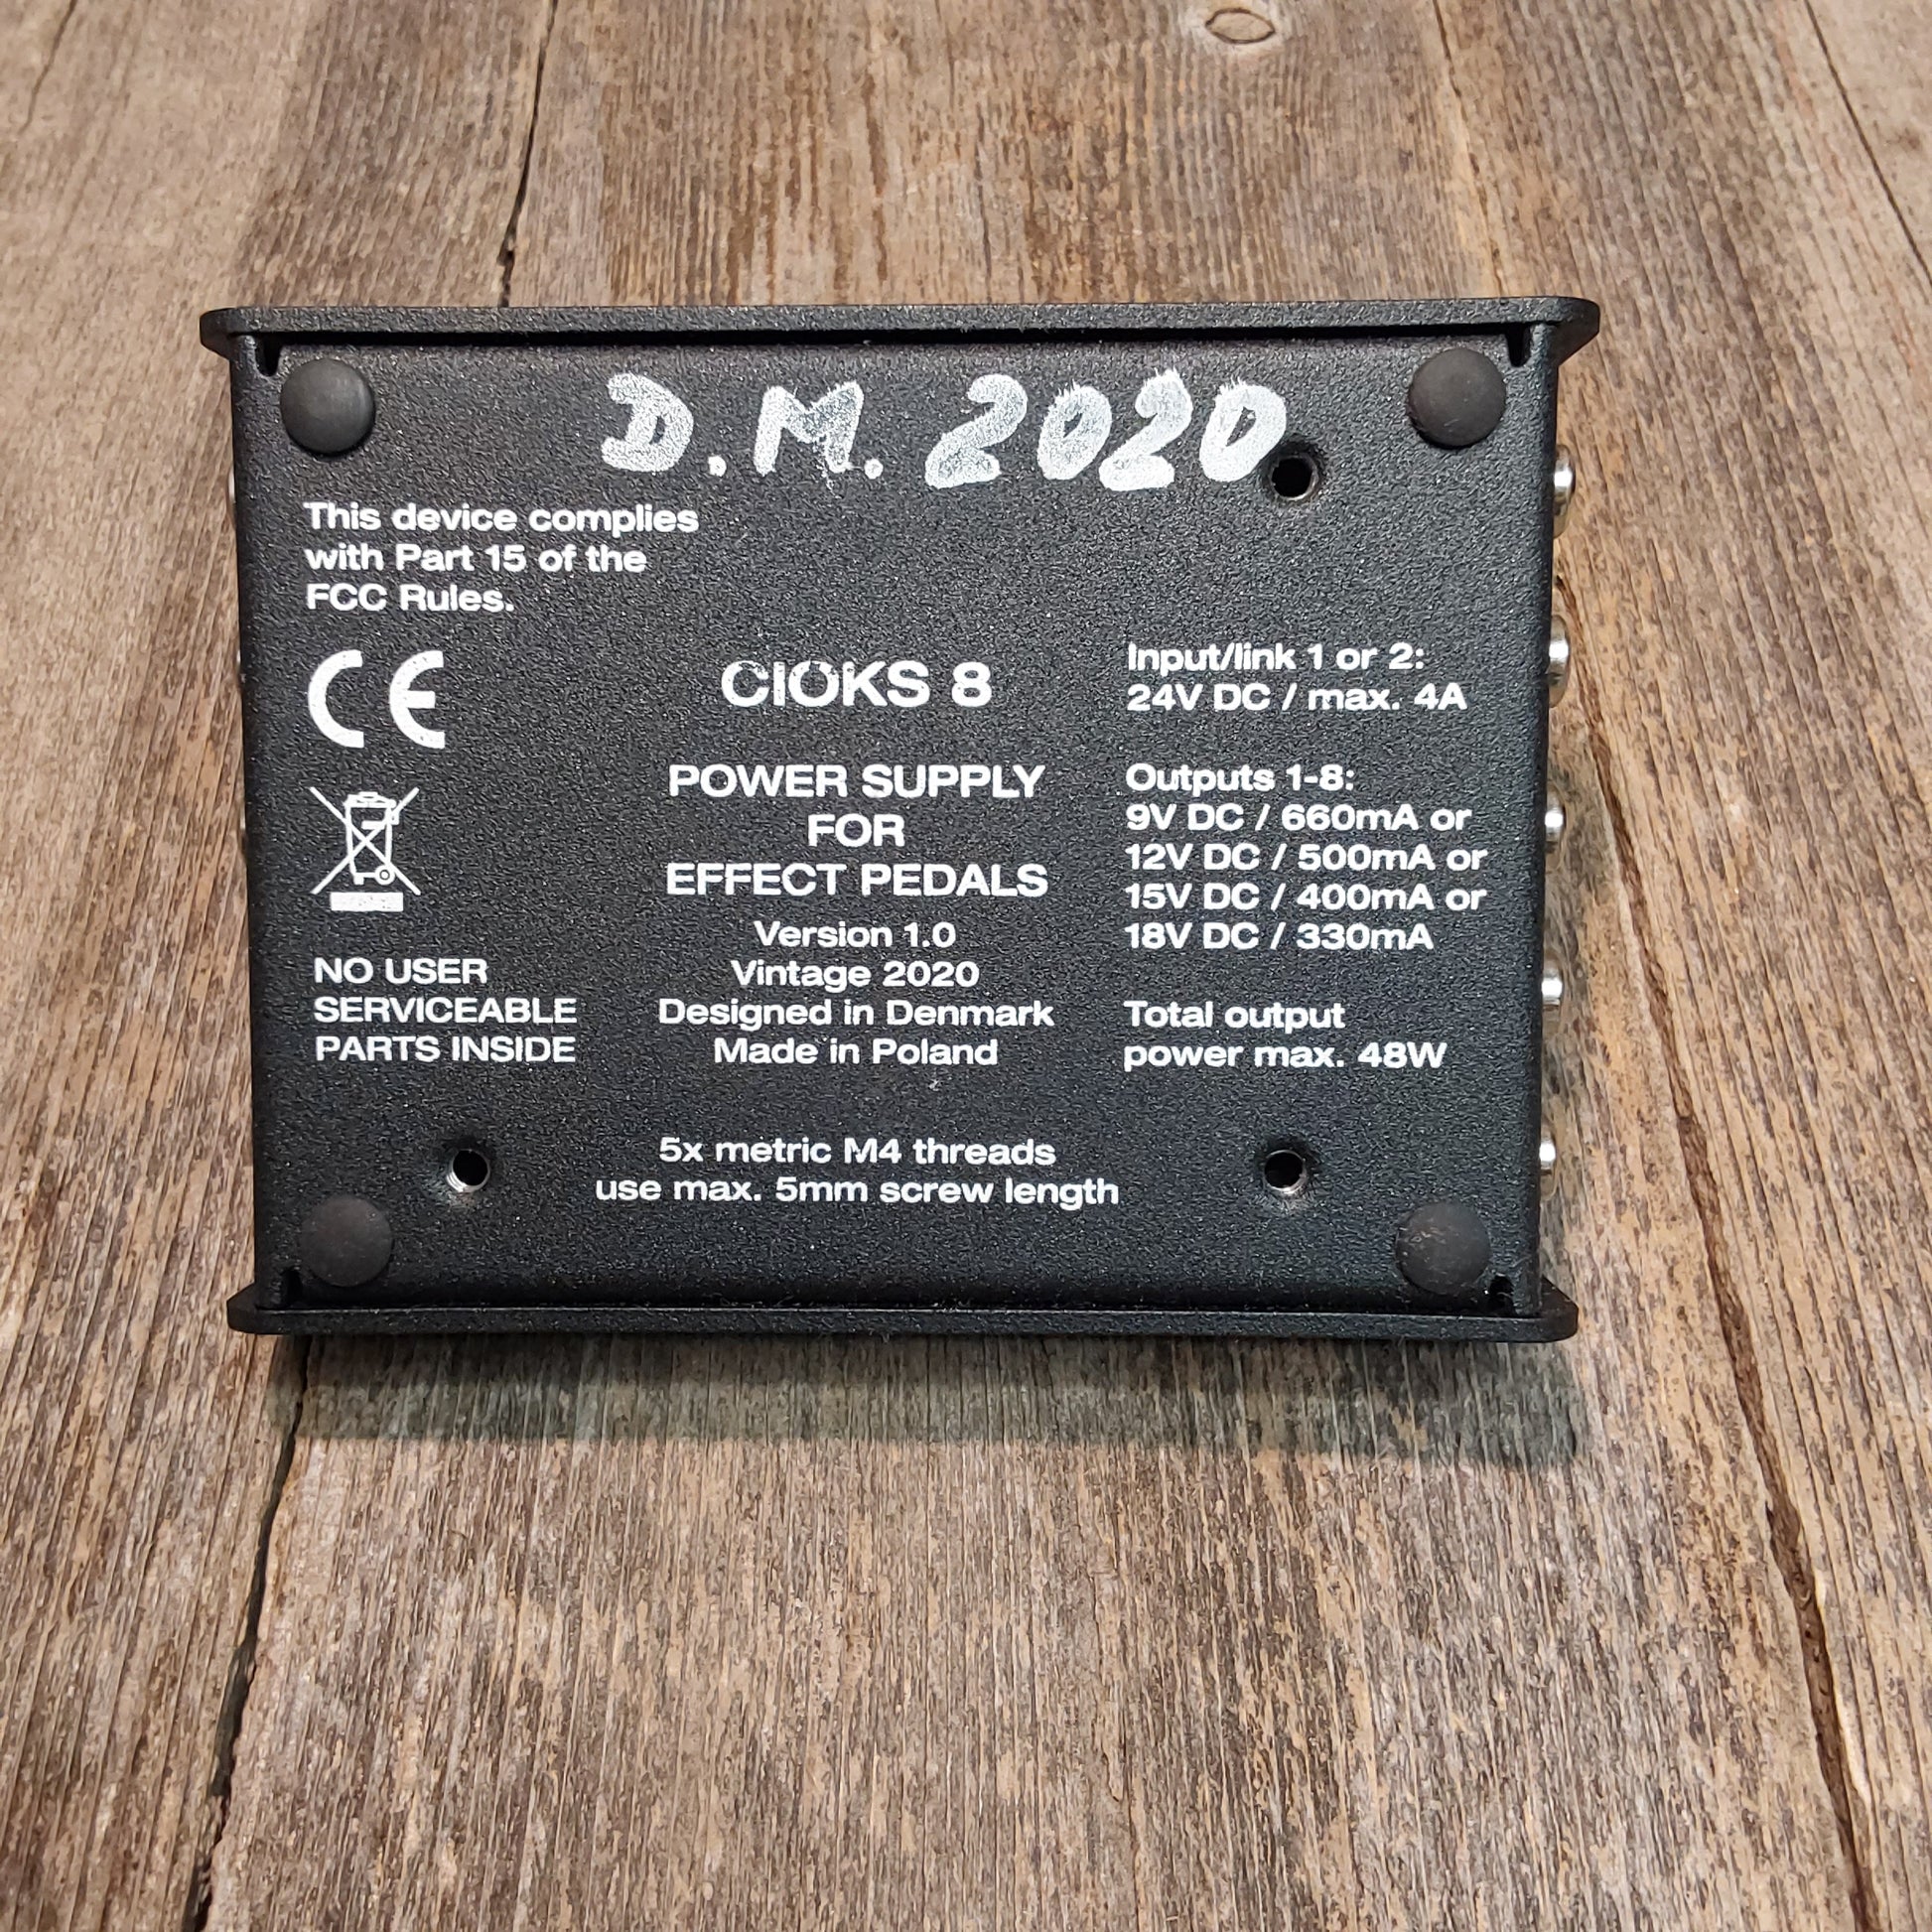 D.M. 2020
This device complies
with Part 15 of the
FCC Rules.
CE
NO USER
SERVICEABLE
PARTS INSIDE
CIOKS 8
POWER SUPPLY
FOR
EFFECT PEDALS
Version 1.0
Vintage 2020
Designed in Denmark
Made in Poland
Input/link 1 or 2:
24V DC / max. 4A
Outputs 1-8:
9V DC / 660mA or
12V DC / 500mA or
15V DC / 400mA or
18V DC / 330mA
Total output
power max. 48W
5x metric M4 threads
use max. 5mm screw length